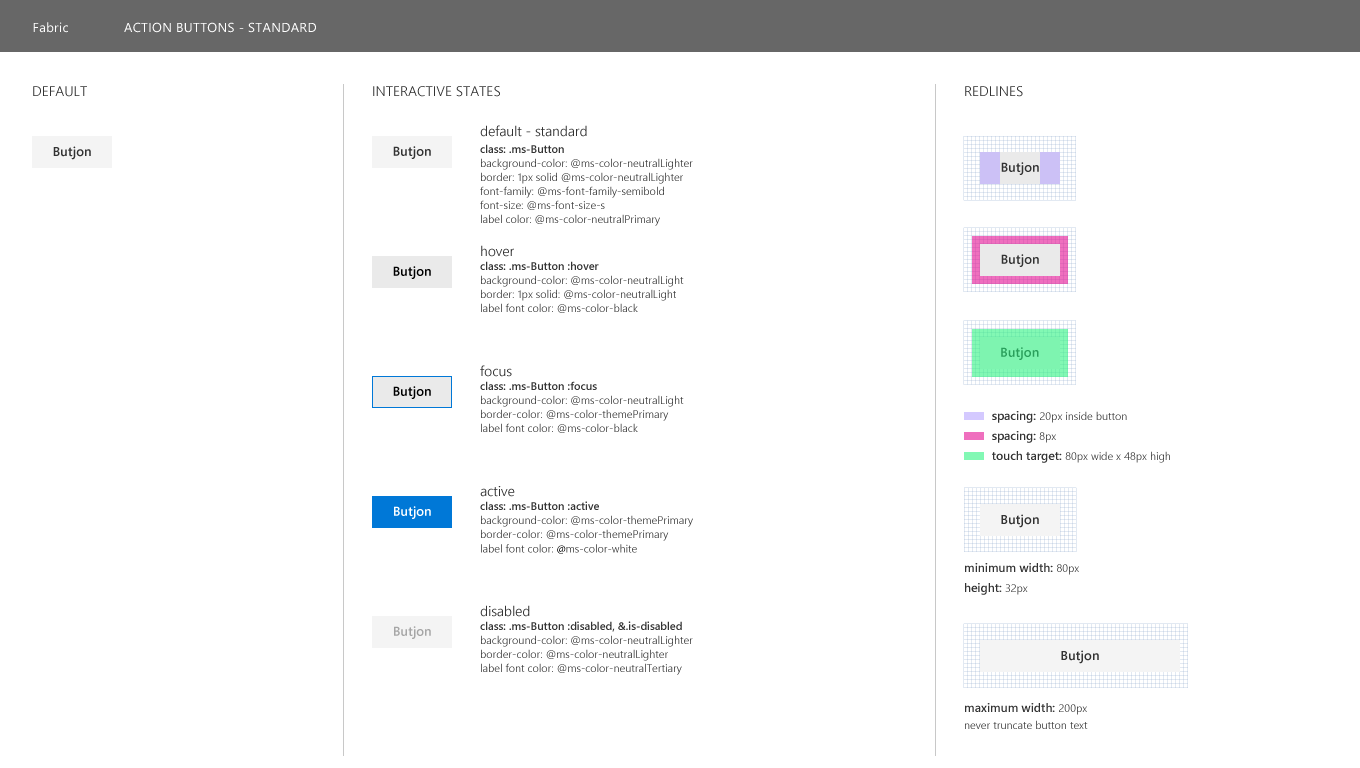 Fabric ACTION BUTTONS - STANDARD
DEFAULT
Butjon
INTERACTIVE STATES
Butjon
default - standard
class: .ms-Button
background-color: @ms-color-neutralLighter
border: 1px solid @ms-color-neutralLighter
font-family: @ms-font-family-semibold
font-size: @ms-font-size-s
label color: @ms-color-neutralPrimary
Butjon
hover
class: .ms-Button :hover
background-color: @ms-color-neutralLight
border: 1px solid: @ms-color-neutralLight
label font color: @ms-color-black
Butjon
focus
class: .ms-Button :focus
background-color: @ms-color-neutralLight
border-color: @ms-color-themePrimary
label font color: @ms-color-black
Butjon
active
class: .ms-Button :active
background-color: @ms-color-themePrimary
border-color: @ms-color-themePrimary
label font color: @ms-color-white
Butjon
disabled
class: .ms-Button :disabled, &.is-disabled
background-color: @ms-color-neutralLighter
border-color: @ms-color-neutralLighter
label font color: @ms-color-neutralTertiary
REDLINES
Butjon
Butjon
Butjon
spacing: 20px inside button
spacing: 8px
touch target: 80px wide x 48px high
Butjon
minimum width: 80px
height: 32px
Butjon
maximum width: 200px
never truncate button text